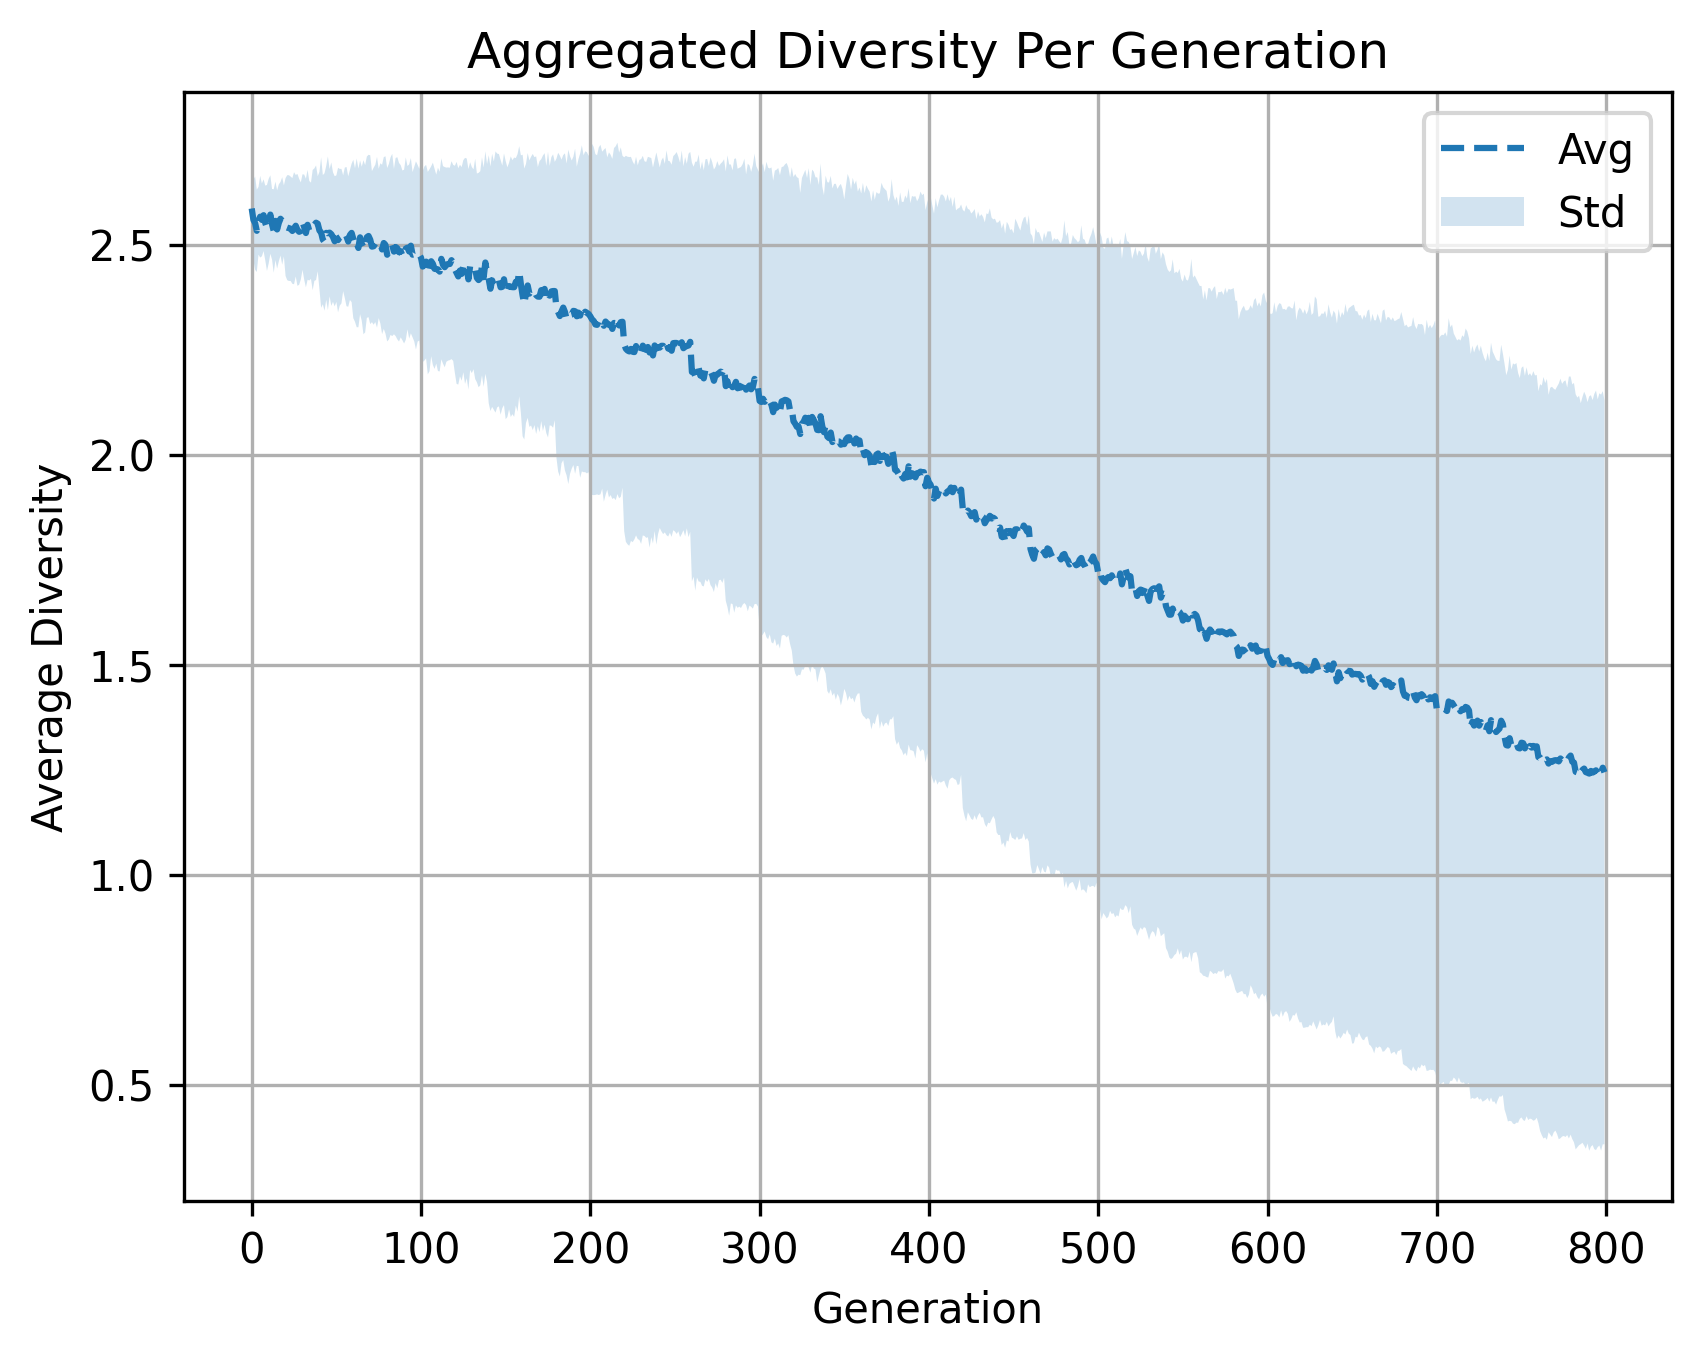 Aggregated Diversity Per Generation
Avg
Std
Average Diversity
2.5
2.0
1.5
1.0
0.5
0 100 200 300 400 500 600 700 800
Generation